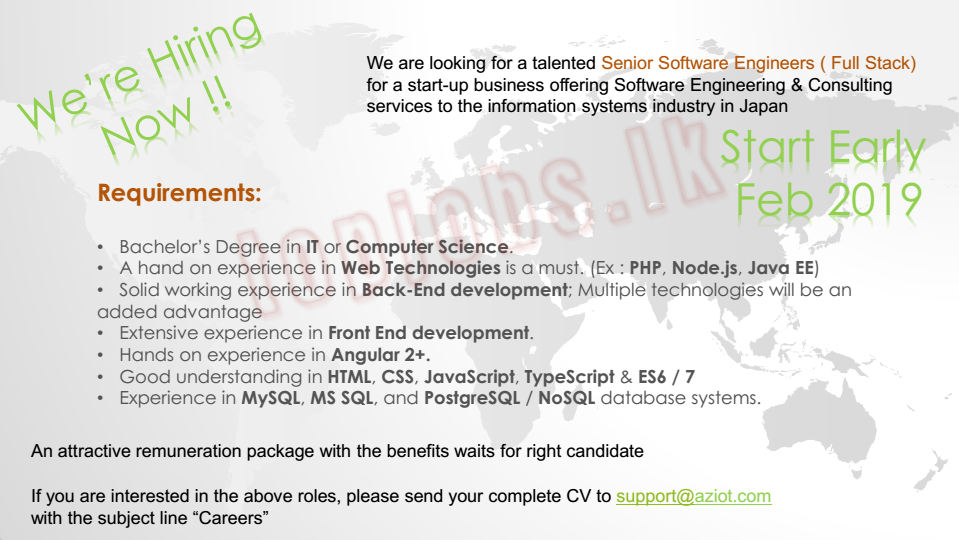 We're Hiring
Now !!
We are looking for a talented Senior Software Engineers ( Full Stack)
for a start-up business offering Software Engineering & Consulting
services to the information systems industry in Japan
Start Early
Feb 2019
topjobs.lk
Requirements:
• Bachelor's Degree in IT or Computer Science.
• A hand on experience in Web Technologies is a must. (Ex : PHP, Node.js, Java EE)
• Solid working experience in Back-End development; Multiple technologies will be an
added advantage
• Extensive experience in Front End development.
• Hands on experience in Angular 2+.
• Good understanding in HTML, CSS, JavaScript, TypeScript & ES6 / 7
• Experience in MySQL, MS SQL, and PostgreSQL / NoSQL database systems.
An attractive remuneration package with the benefits waits for right candidate
If you are interested in the above roles, please send your complete CV to support@aziot.com
with the subject line “Careers”